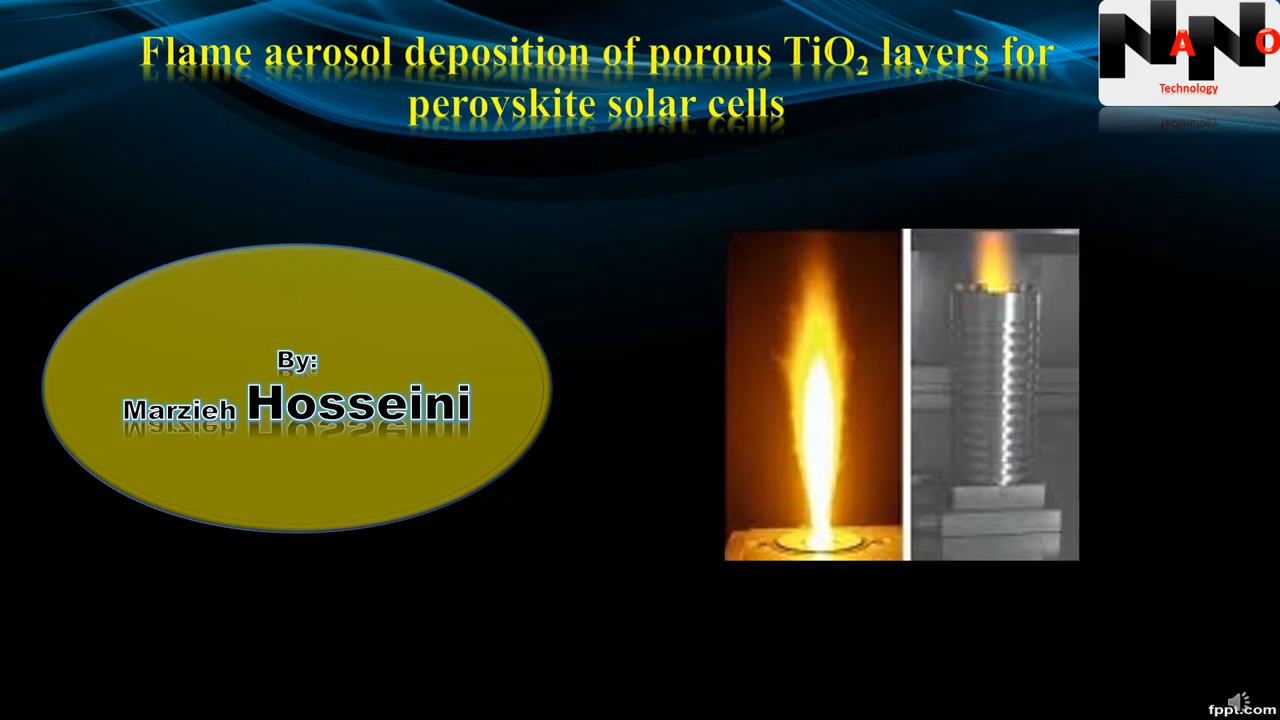 Flame aerosol deposition of porous TiO₂ layers for
perovskite solar cells
NANO
Technology
By:
Marzieh Hosseini
fppt.com